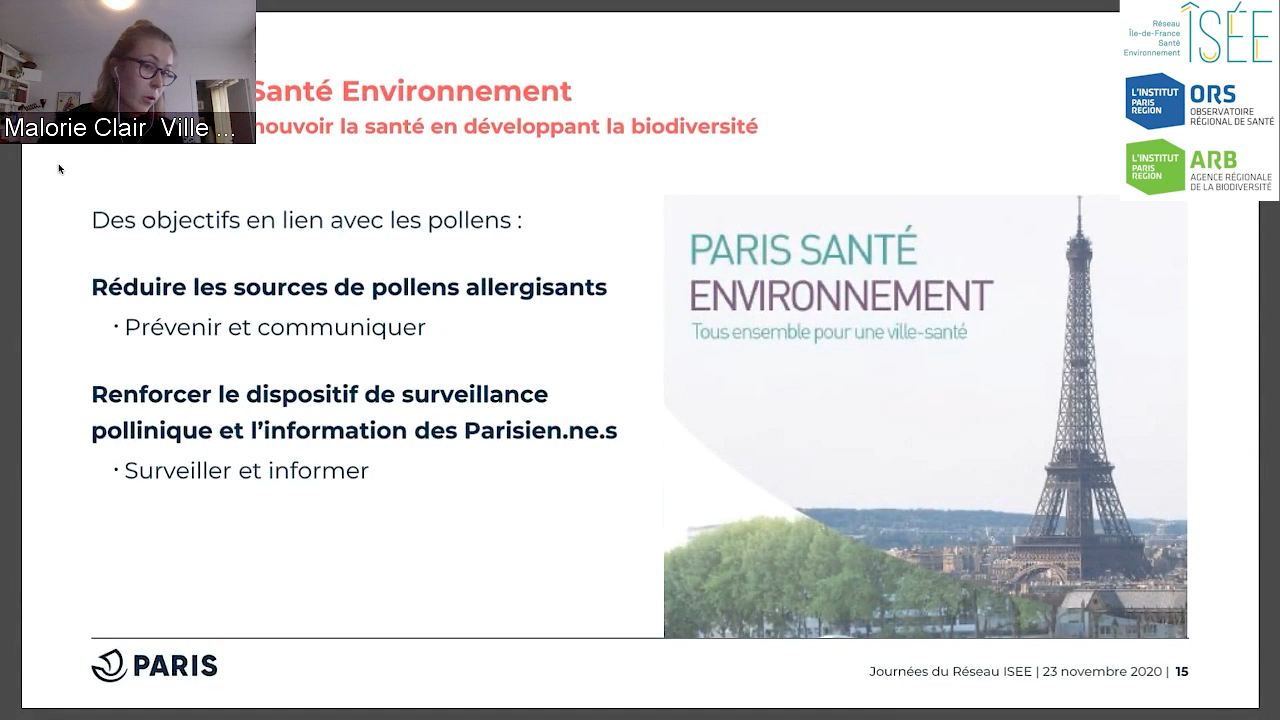 Malorie Clair Ville ...
Santé Environnement
mouvoir la santé en développant la biodiversité
Réseau
Île-de-France
Santé
Environnement
ÎSÉE
L'INSTITUT
PARIS
REGION
ORS
OBSERVATOIRE
RÉGIONAL DE SANTÉ
L'INSTITUT
PARIS
REGION
ARB
AGENCE RÉGIONALE
DE LA BIODIVERSITÉ
Des objectifs en lien avec les pollens :
Réduire les sources de pollens allergisants
· Prévenir et communiquer
Renforcer le dispositif de surveillance
pollinique et l’information des Parisien.ne.s
· Surveiller et informer
PARIS SANTÉ
ENVIRONNEMENT
Tous ensemble pour une ville-santé
PARIS
Journées du Réseau ISEE | 23 novembre 2020 | 15